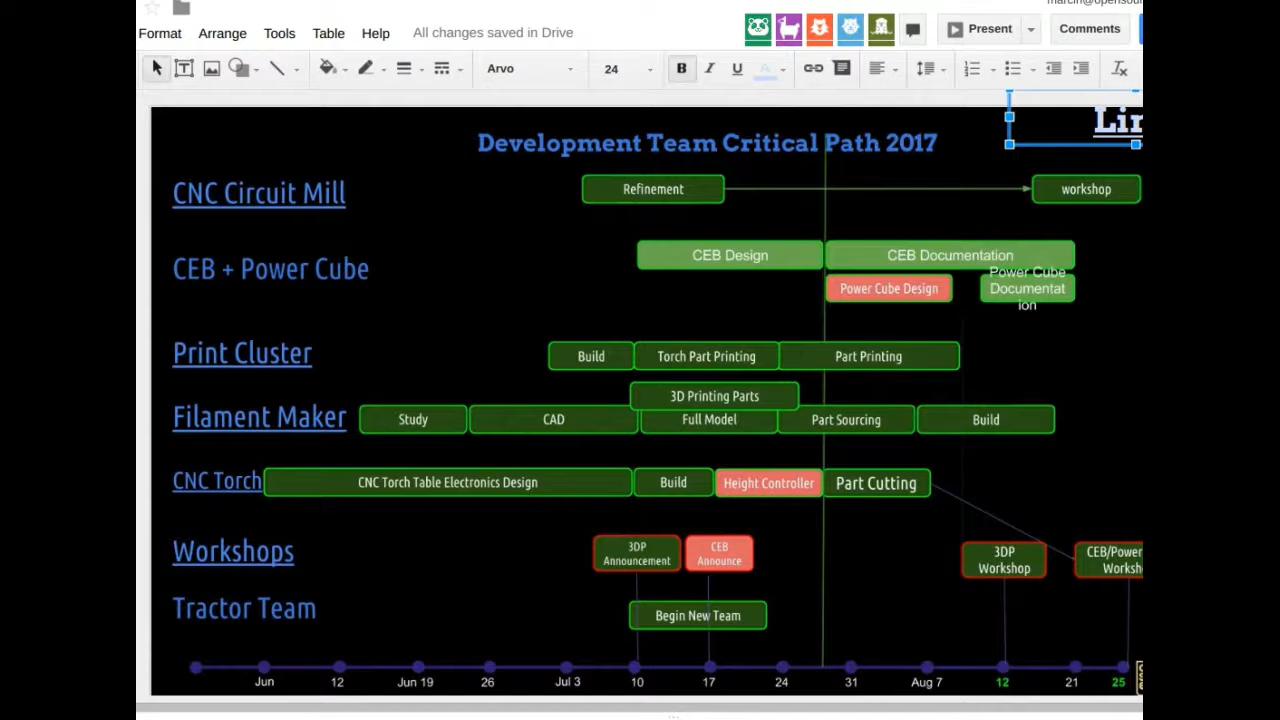 Format Arrange Tools Table Help All changes saved in Drive Present Comments
Arvo 24 B I U A
Development Team Critical Path 2017
CNC Circuit Mill
Refinement
workshop
CEB + Power Cube
CEB Design
CEB Documentation
Power Cube Design
Power Cube
Documentat
ion
Print Cluster
Build
Torch Part Printing
Part Printing
3D Printing Parts
Filament Maker
Study
CAD
Full Model
Part Sourcing
Build
CNC Torch
CNC Torch Table Electronics Design
Build
Height Controller
Part Cutting
Workshops
3DP
Announcement
CEB
Announce
3DP
Workshop
CEB/Power
Tractor Team
Begin New Team
Jun 12 Jun 19 26 Jul 3 10 17 24 31 Aug 7 12 21 25